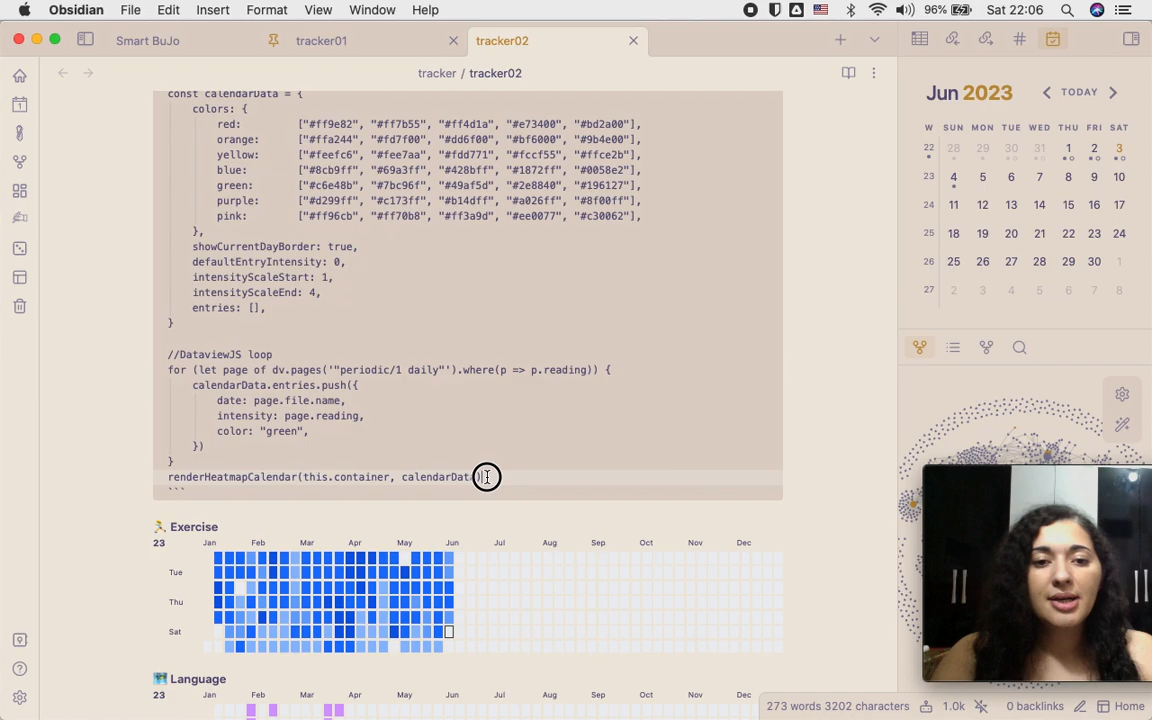 Obsidian File Edit Insert Format View Window Help 96% Sat 22:06
Smart BuJo tracker01 tracker02
tracker / tracker02
const calendarData = {
colors: {
red: ["#ff9e82", "#ff7b55", "#ff4d1a", "#e73400", "#bd2a00"],
orange: ["#ffa244", "#fd7f00", "#dd6f00", "#bf6000", "#9b4e00"],
yellow: ["#feefc6", "#fee7aa", "#fdd771", "#fccf55", "#ffce2b"],
blue: ["#8cb9ff", "#69a3ff", "#428bff", "#1872ff", "#0058e2"],
green: ["#c6e48b", "#7bc96f", "#49af5d", "#2e8840", "#196127"],
purple: ["#d299ff", "#c173ff", "#b14dff", "#a026ff", "#8f00ff"],
pink: ["#ff96cb", "#ff70b8", "#ff3a9d", "#ee0077", "#c30062"],
},
showCurrentDayBorder: true,
defaultEntryIntensity: 0,
intensityScaleStart: 1,
intensityScaleEnd: 4,
entries: [],
}
//DataviewJS loop
for (let page of dv.pages('"periodic/1 daily"').where(p => p.reading)) {
calendarData.entries.push({
date: page.file.name,
intensity: page.reading,
color: "green",
})
}
renderHeatmapCalendar(this.container, calendarData)
```
Exercise
23 Jan Feb Mar Apr May Jun Jul Aug Sep Oct Nov Dec
Tue
Thu
Sat
Language
23 Jan Feb Mar Apr May Jun Jul Aug Sep Oct Nov Dec
Jun 2023 TODAY
W SUN MON TUE WED THU FRI SAT
22 28 29 30 31 1 2 3
23 4 5 6 7 8 9 10
24 11 12 13 14 15 16 17
25 18 19 20 21 22 23 24
26 25 26 27 28 29 30 1
27 2 3 4 5 6 7 8
273 words 3202 characters 1.0k 0 backlinks Home